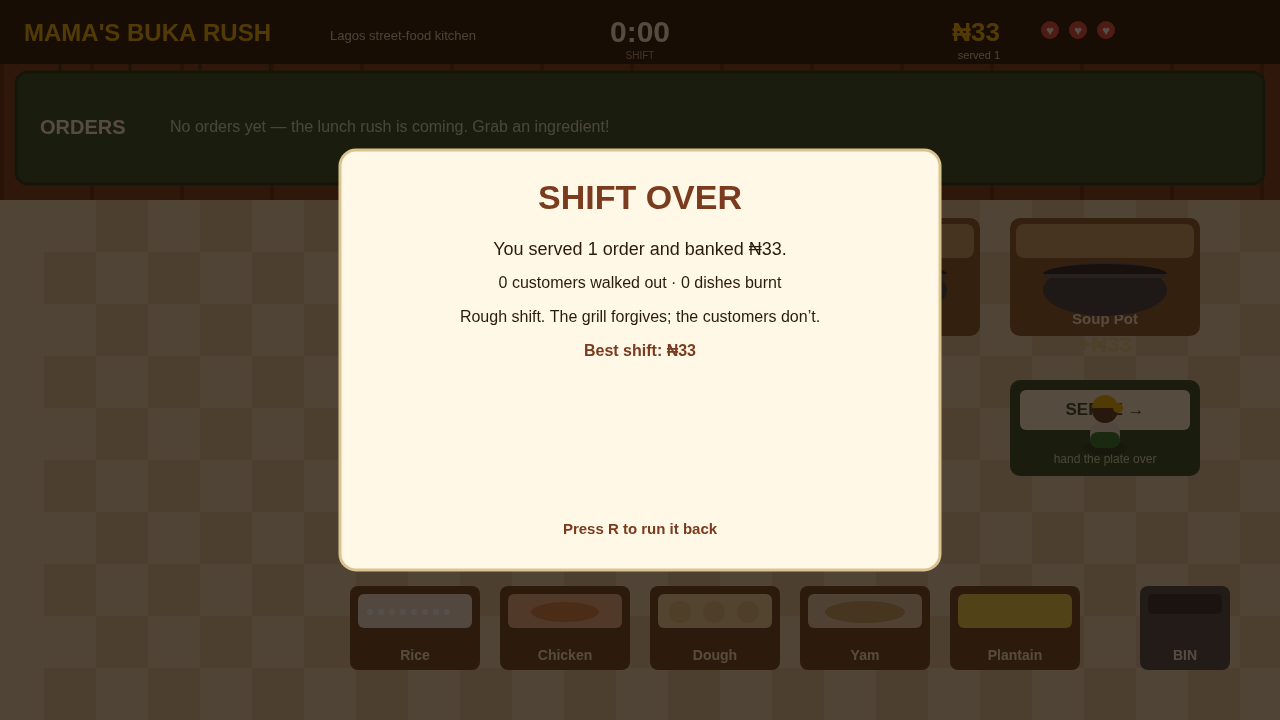 MAMA'S BUKA RUSH
Lagos street-food kitchen
0:00
SHIFT
₦33
served 1
ORDERS
No orders yet — the lunch rush is coming. Grab an ingredient!
SHIFT OVER
You served 1 order and banked ₦33.
0 customers walked out · 0 dishes burnt
Rough shift. The grill forgives; the customers don’t.
Best shift: ₦33
Press R to run it back
Soup Pot
+₦33
→
hand the plate over
Rice
Chicken
Dough
Yam
Plantain
BIN